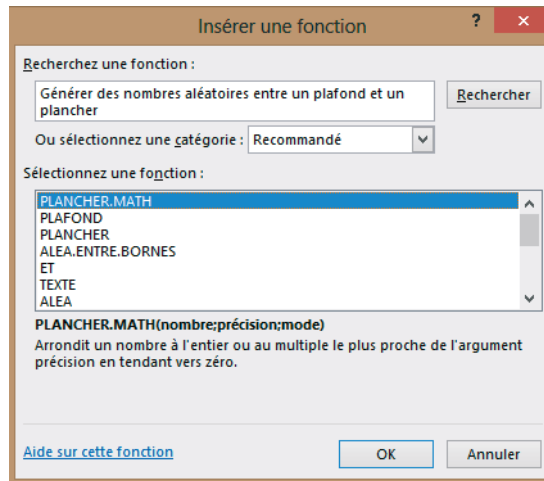 Insérer une fonction
?
×
Recherchez une fonction :
Générer des nombres aléatoires entre un plafond et un
plancher
Rechercher
Ou sélectionnez une catégorie : Recommandé
Sélectionnez une fonction :
PLANCHER.MATH
PLAFOND
PLANCHER
ALEA.ENTRE.BORNES
ET
TEXTE
ALEA
PLANCHER.MATH(nombre;précision;mode)
Arrondit un nombre à l'entier ou au multiple le plus proche de l'argument
précision en tendant vers zéro.
Aide sur cette fonction
OK
Annuler